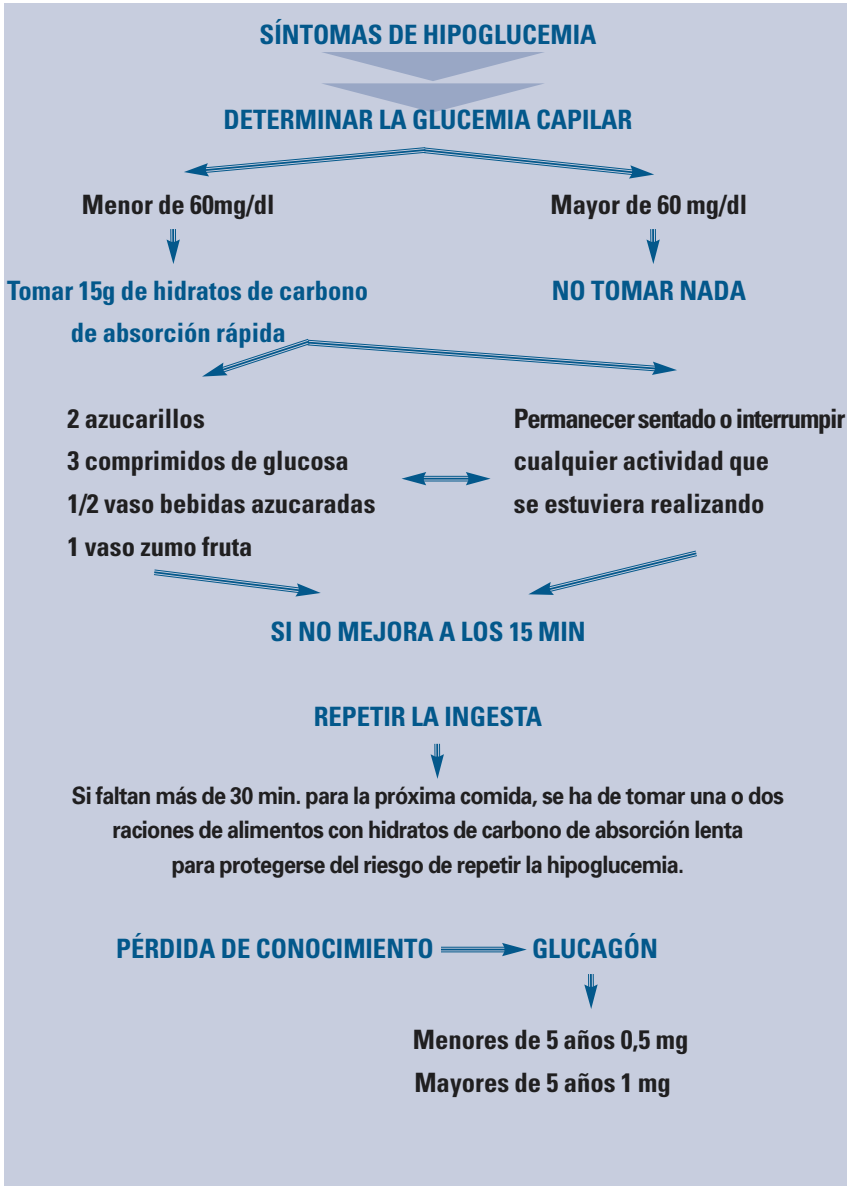 SÍNTOMAS DE HIPOGLUCEMIA
DETERMINAR LA GLUCEMIA CAPILAR
Menor de 60mg/dl
Mayor de 60 mg/dl
Tomar 15g de hidratos de carbono
de absorción rápida
NO TOMAR NADA
2 azucarillos
3 comprimidos de glucosa
1/2 vaso bebidas azucaradas
1 vaso zumo fruta
Permanecer sentado o interrumpir
cualquier actividad que
se estuviera realizando
SI NO MEJORA A LOS 15 MIN
REPETIR LA INGESTA
Si faltan más de 30 min. para la próxima comida, se ha de tomar una o dos
raciones de alimentos con hidratos de carbono de absorción lenta
para protegerse del riesgo de repetir la hipoglucemia.
PÉRDIDA DE CONOCIMIENTO
GLUCAGÓN
Menores de 5 años 0,5 mg
Mayores de 5 años 1 mg